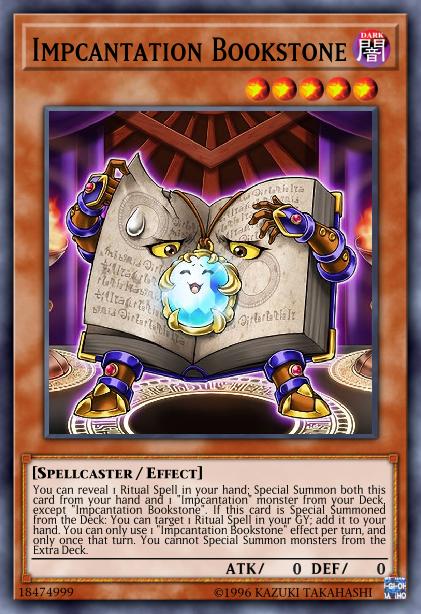 IMPCANTATION BOOKSTONE
DARK
闇
[SPELLCASTER / EFFECT]
You can reveal 1 Ritual Spell in your hand; Special Summon both this
card from your hand and 1 "Impcantation" monster from your Deck,
except "Impcantation Bookstone". If this card is Special Summoned
from the Deck: You can target 1 Ritual Spell in your GY; add it to your
hand. You can only use 1 "Impcantation Bookstone" effect per turn, and
only once that turn. You cannot Special Summon monsters from the
Extra Deck.
ATK/ 0 DEF/ 0
18474999
©1996 KAZUKI TAKAHASHI